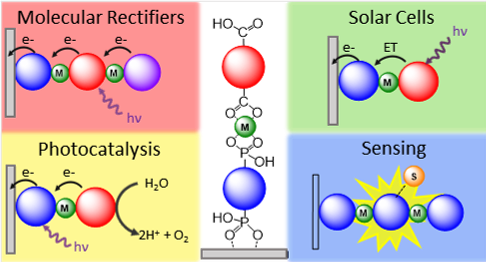 Molecular Rectifiers
e- e- e-
M M
hν
HO O
C
C
O O
M
O O
P
OH
HO O
P
O O
Solar Cells
e- ET hν
M
Photocatalysis
e- e-
M
H₂O
hν
2H⁺ + O₂
Sensing
S
M M